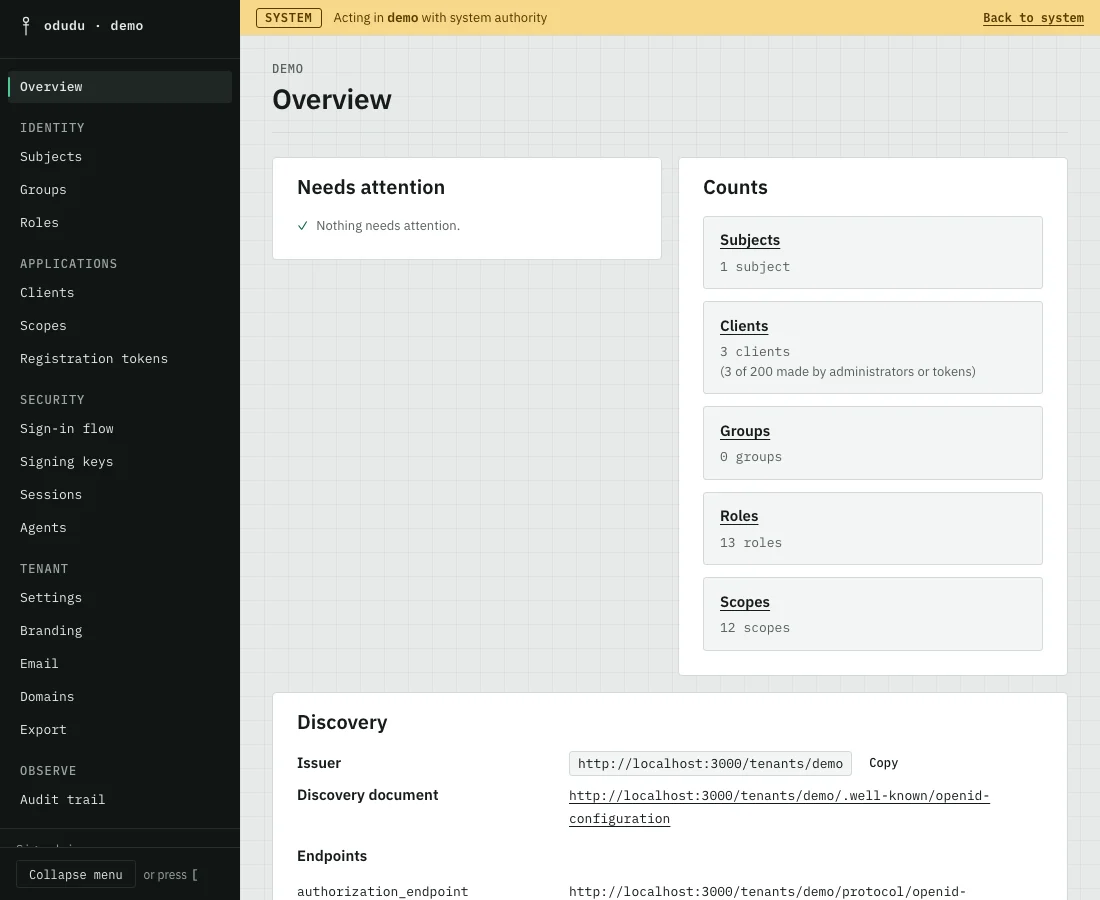 odudu · demo
Overview
IDENTITY
Subjects
Groups
Roles
APPLICATIONS
Clients
Scopes
Registration tokens
SECURITY
Sign-in flow
Signing keys
Sessions
Agents
TENANT
Settings
Branding
Email
Domains
Export
OBSERVE
Audit trail
Collapse menu or press [
SYSTEM Acting in demo with system authority Back to system
DEMO
Overview
Needs attention
✓ Nothing needs attention.
Counts
Subjects
1 subject
Clients
3 clients
(3 of 200 made by administrators or tokens)
Groups
0 groups
Roles
13 roles
Scopes
12 scopes
Discovery
Issuer http://localhost:3000/tenants/demo Copy
Discovery document http://localhost:3000/tenants/demo/.well-known/openid-
configuration
Endpoints
authorization_endpoint http://localhost:3000/tenants/demo/protocol/openid-